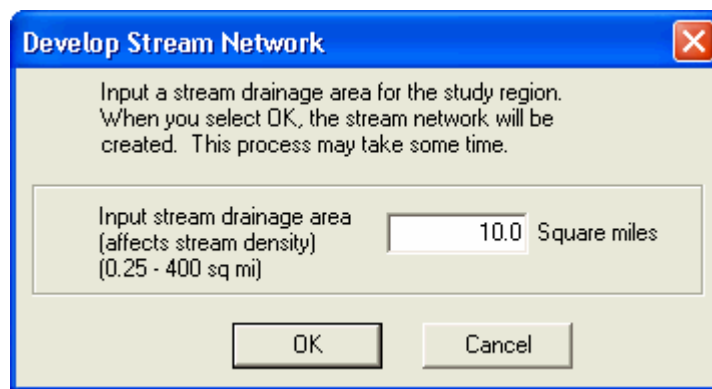 Develop Stream Network
Input a stream drainage area for the study region.
When you select OK, the stream network will be
created. This process may take some time.
Input stream drainage area
(affects stream density)
(0.25 - 400 sq mi)
10.0 Square miles
OK Cancel